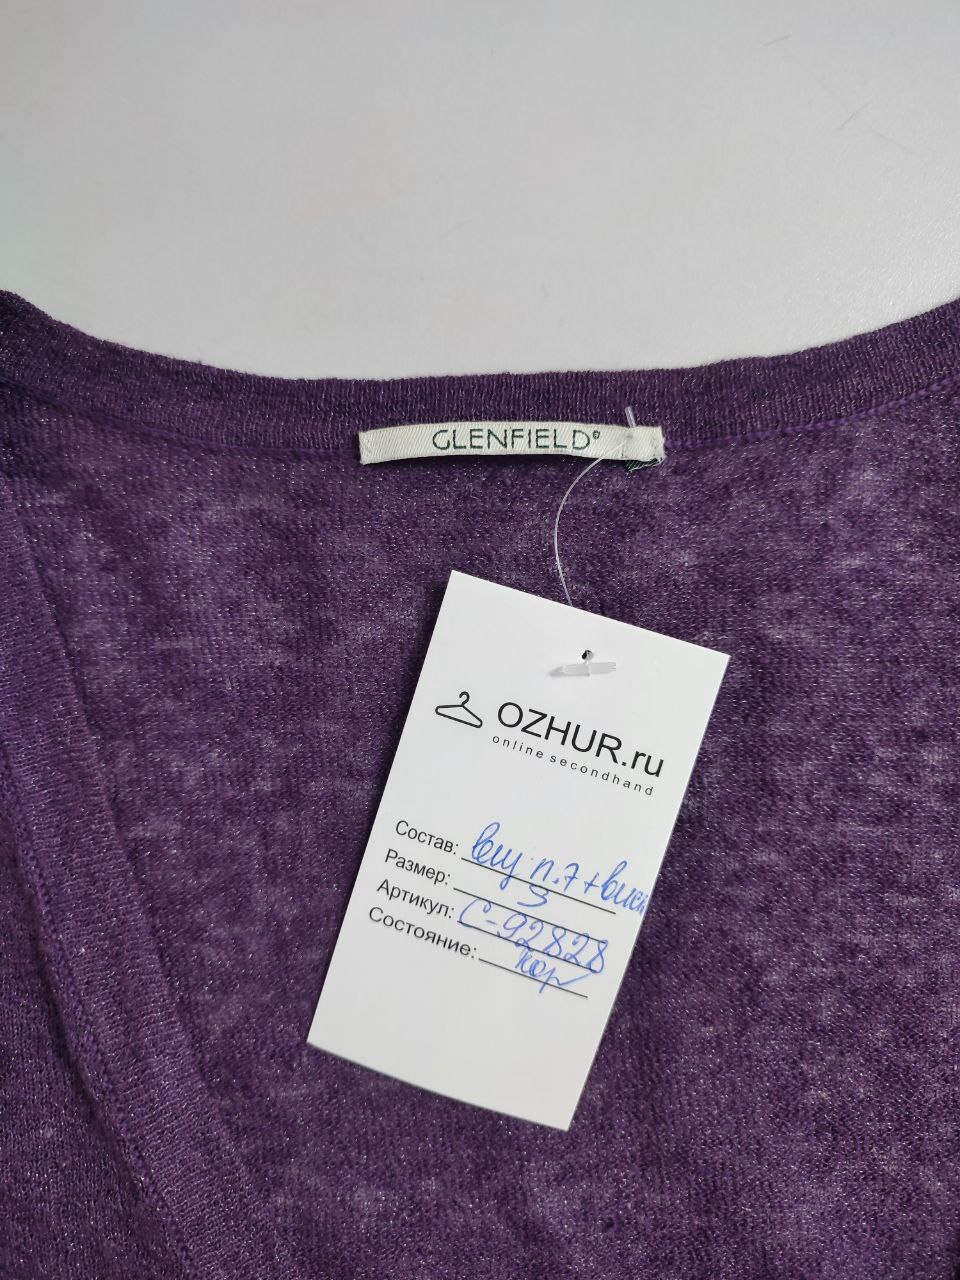 GLENFIELD®
OZHUR.ru
online secondhand
Состав:
Размер:
Артикул: С-92828
Состояние: хор